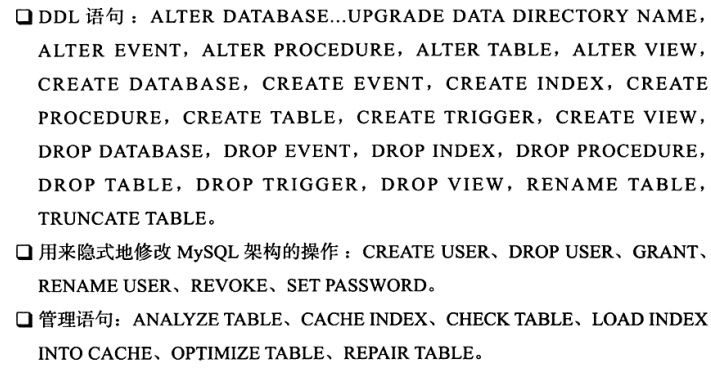 ❑ DDL 语句：ALTER DATABASE...UPGRADE DATA DIRECTORY NAME，
ALTER EVENT，ALTER PROCEDURE，ALTER TABLE，ALTER VIEW，
CREATE DATABASE，CREATE EVENT，CREATE INDEX，CREATE
PROCEDURE，CREATE TABLE，CREATE TRIGGER，CREATE VIEW，
DROP DATABASE，DROP EVENT，DROP INDEX，DROP PROCEDURE，
DROP TABLE，DROP TRIGGER，DROP VIEW，RENAME TABLE，
TRUNCATE TABLE。
❑ 用来隐式地修改 MySQL 架构的操作：CREATE USER、DROP USER、GRANT、
RENAME USER、REVOKE、SET PASSWORD。
❑ 管理语句：ANALYZE TABLE、CACHE INDEX、CHECK TABLE、LOAD INDEX
INTO CACHE、OPTIMIZE TABLE、REPAIR TABLE。